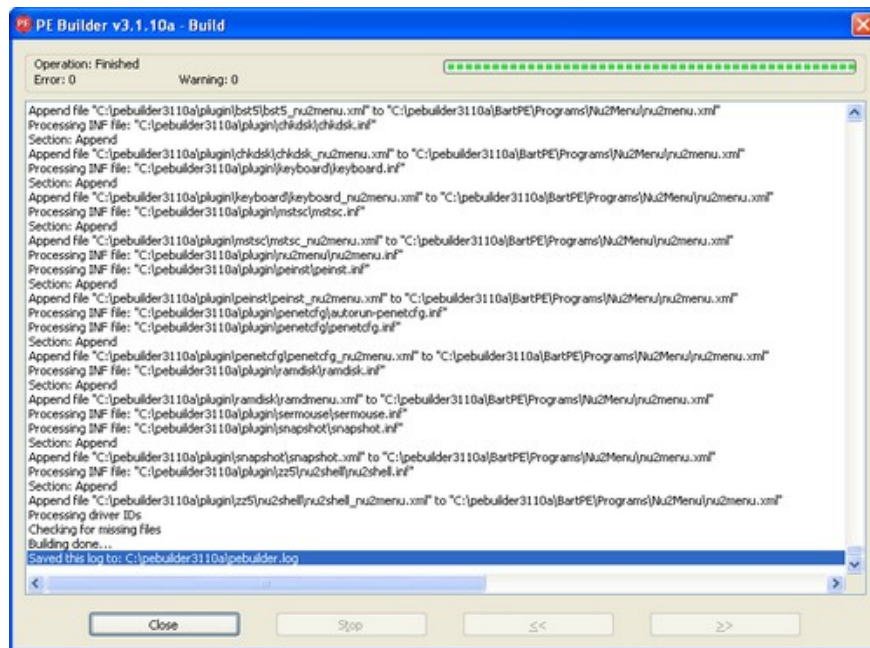 PE Builder v3.1.10a - Build
Operation: Finished
Error: 0 Warning: 0
Append file "C:\pebuilder3110a\plugin\bst5\bst5_nu2menu.xml" to "C:\pebuilder3110a\BartPE\Programs\Nu2Menu\nu2menu.xml"
Processing INF file: "C:\pebuilder3110a\plugin\chkdsk\chkdsk.inf"
Section: Append
Append file "C:\pebuilder3110a\plugin\chkdsk\chkdsk_nu2menu.xml" to "C:\pebuilder3110a\BartPE\Programs\Nu2Menu\nu2menu.xml"
Processing INF file: "C:\pebuilder3110a\plugin\keyboard\keyboard.inf"
Section: Append
Append file "C:\pebuilder3110a\plugin\keyboard\keyboard_nu2menu.xml" to "C:\pebuilder3110a\BartPE\Programs\Nu2Menu\nu2menu.xml"
Processing INF file: "C:\pebuilder3110a\plugin\mstsc\mstsc.inf"
Section: Append
Append file "C:\pebuilder3110a\plugin\mstsc\mstsc_nu2menu.xml" to "C:\pebuilder3110a\BartPE\Programs\Nu2Menu\nu2menu.xml"
Processing INF file: "C:\pebuilder3110a\plugin\nu2menu\nu2menu.inf"
Processing INF file: "C:\pebuilder3110a\plugin\peinst\peinst.inf"
Section: Append
Append file "C:\pebuilder3110a\plugin\peinst\peinst_nu2menu.xml" to "C:\pebuilder3110a\BartPE\Programs\Nu2Menu\nu2menu.xml"
Processing INF file: "C:\pebuilder3110a\plugin\penetcfg\autorun-penetcfg.inf"
Processing INF file: "C:\pebuilder3110a\plugin\penetcfg\penetcfg.inf"
Section: Append
Append file "C:\pebuilder3110a\plugin\penetcfg\penetcfg_nu2menu.xml" to "C:\pebuilder3110a\BartPE\Programs\Nu2Menu\nu2menu.xml"
Processing INF file: "C:\pebuilder3110a\plugin\ramdisk\ramdisk.inf"
Section: Append
Append file "C:\pebuilder3110a\plugin\ramdisk\ramdmenu.xml" to "C:\pebuilder3110a\BartPE\Programs\Nu2Menu\nu2menu.xml"
Processing INF file: "C:\pebuilder3110a\plugin\sermouse\sermouse.inf"
Processing INF file: "C:\pebuilder3110a\plugin\snapshot\snapshot.inf"
Section: Append
Append file "C:\pebuilder3110a\plugin\snapshot\snapshot.xml" to "C:\pebuilder3110a\BartPE\Programs\Nu2Menu\nu2menu.xml"
Processing INF file: "C:\pebuilder3110a\plugin\zz5\nu2shell\nu2shell.inf"
Section: Append
Append file "C:\pebuilder3110a\plugin\zz5\nu2shell\nu2shell_nu2menu.xml" to "C:\pebuilder3110a\BartPE\Programs\Nu2Menu\nu2menu.xml"
Processing driver IDs
Checking for missing files
Building done...
Saved this log to: C:\pebuilder3110a\pebuilder.log
Close Stop << >>